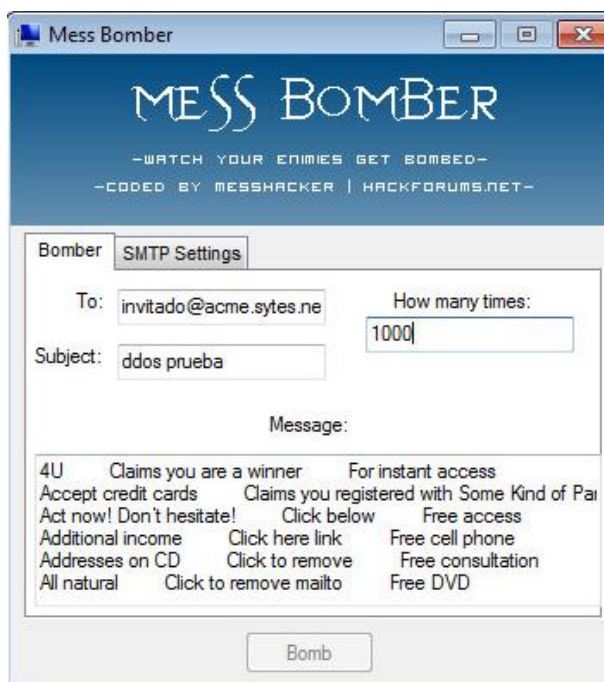 Mess Bomber
MESS BOMBER
-WATCH YOUR ENIMIES GET BOMBED-
-CODED BY MESSHACKER | HACKFORUMS.NET-
Bomber SMTP Settings
To: invitado@acme.sytes.ne How many times:
1000
Subject: ddos prueba
Message:
4U Claims you are a winner For instant access
Accept credit cards Claims you registered with Some Kind of Par
Act now! Don't hesitate! Click below Free access
Additional income Click here link Free cell phone
Addresses on CD Click to remove Free consultation
All natural Click to remove mailto Free DVD
Bomb